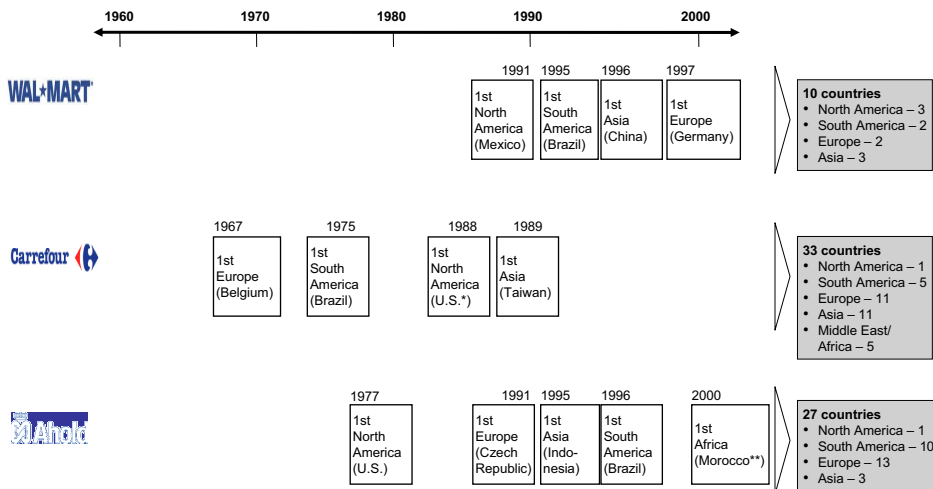 1960 1970 1980 1990 2000
WAL★MART
1991 1995 1996 1997
1st
North
America
(Mexico)
1st
South
America
(Brazil)
1st
Asia
(China)
1st
Europe
(Germany)
10 countries
• North America – 3
• South America – 2
• Europe – 2
• Asia – 3
Carrefour
1967 1975 1988 1989
1st
Europe
(Belgium)
1st
South
America
(Brazil)
1st
North
America
(U.S.*)
1st
Asia
(Taiwan)
33 countries
• North America – 1
• South America – 5
• Europe – 11
• Asia – 11
• Middle East/
Africa – 5
Ahold
1977 1991 1995 1996 2000
1st
North
America
(U.S.)
1st
Europe
(Czech
Republic)
1st
Asia
(Indo-
nesia)
1st
South
America
(Brazil)
1st
Africa
(Morocco**)
27 countries
• North America – 1
• South America – 10
• Europe – 13
• Asia – 3